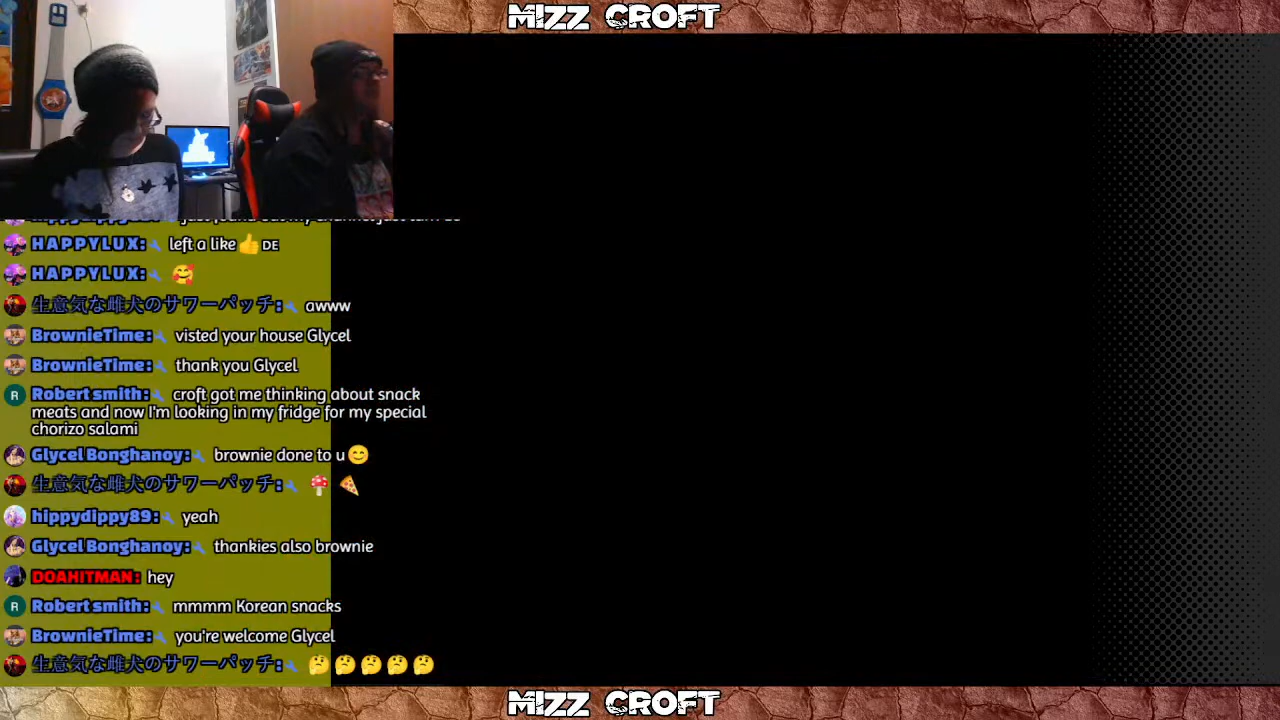 MIZZ CROFT
HAPPYLUX: left a like 👍 DE
HAPPYLUX: 🥰
生意気な雌犬のサワーパッチ: awww
BrownieTime: visted your house Glycel
BrownieTime: thank you Glycel
R Robert smith: croft got me thinking about snack
meats and now I'm looking in my fridge for my special
chorizo salami
Glycel Bonghanoy: brownie done to u 😊
生意気な雌犬のサワーパッチ: 🍄 🍕
hippydippy89: yeah
Glycel Bonghanoy: thankies also brownie
DOAHITMAN: hey
R Robert smith: mmmm Korean snacks
BrownieTime: you're welcome Glycel
生意気な雌犬のサワーパッチ: 🤔🤔🤔🤔🤔
MIZZ CROFT